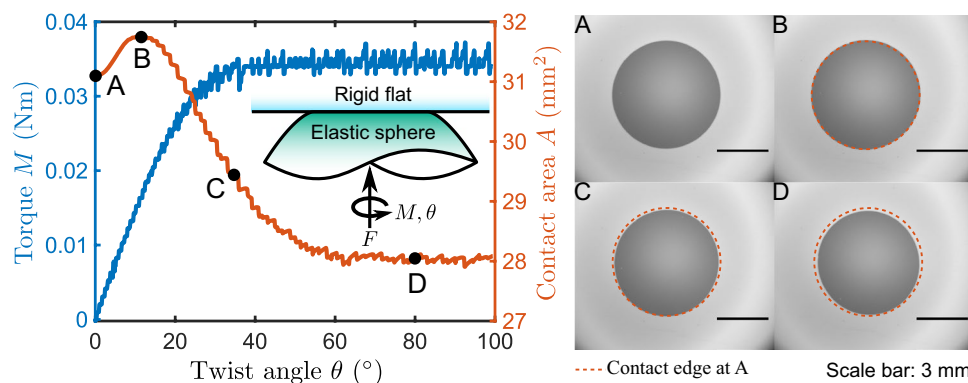 0.04
0.03
0.02
0.01
0
Torque M (Nm)
0
20
40
60
80
100
Twist angle θ (°)
32
31
30
29
28
27
Contact area A (mm²)
A
B
C
D
Rigid flat
Elastic sphere
M, θ
F
A
B
C
D
Contact edge at A
Scale bar: 3 mm